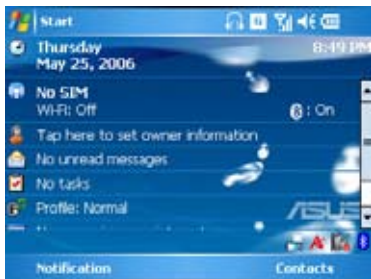 Start
Thursday 8:49 PM
May 25, 2006
No SIM
Wi-Fi: Off : On
Tap here to set owner information
No unread messages
No tasks
Profile: Normal
ASUS
Notification Contacts